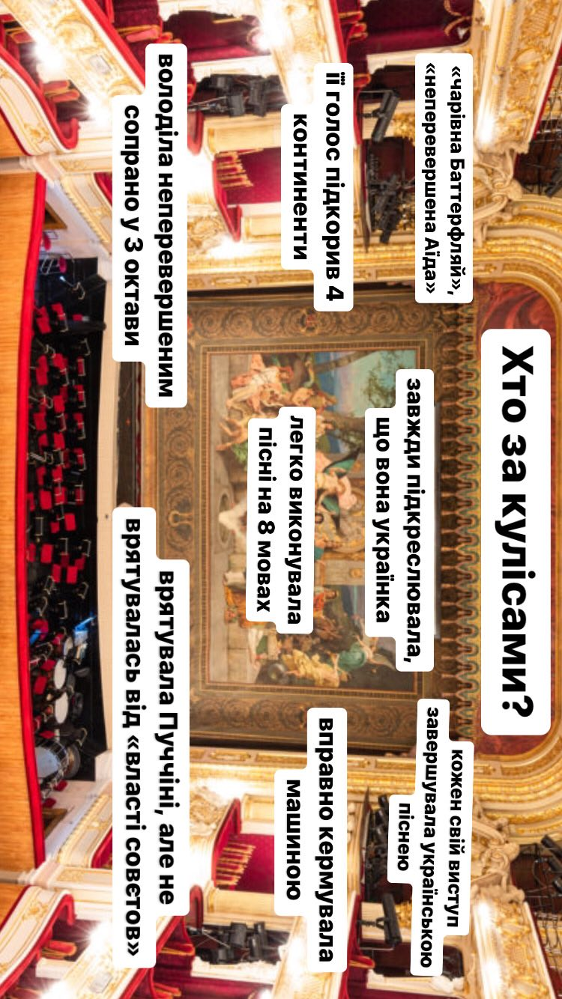 Хто за кулісами?
«чарівна Баттерфляй»,
«неперевершена Аїда»
її голос підкорив 4
континенти
володіла неперевершеним
сопрано у 3 октави
завжди підкреслювала,
що вона українка
легко виконувала
пісні на 8 мовах
кожен свій виступ
завершувала українською
піснею
вправно кермувала
машиною
врятувала Пуччіні, але не
врятувалась від «власті совєтов»